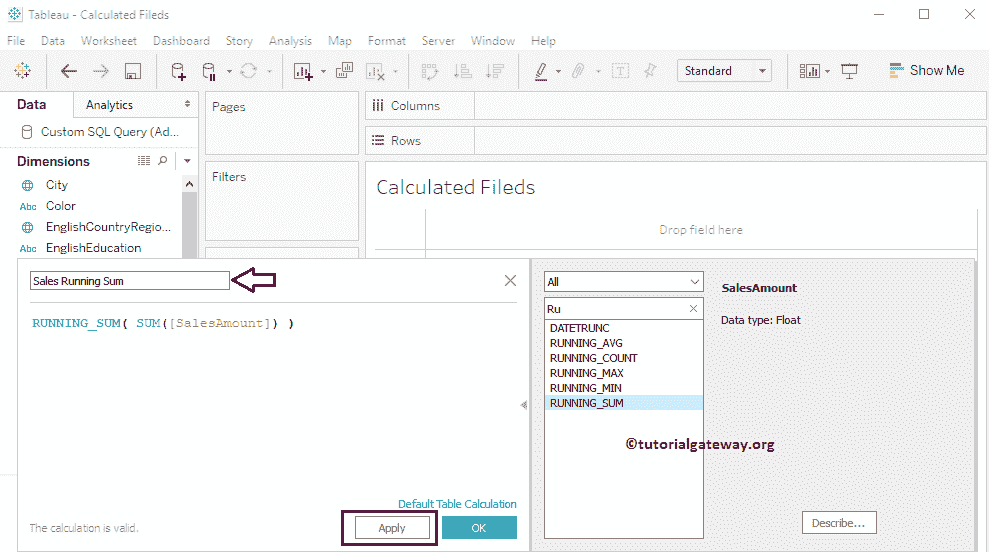 Tableau - Calculated Fileds
File Data Worksheet Dashboard Story Analysis Map Format Server Window Help
Standard
Show Me
Data
Analytics
Custom SQL Query (Ad...
Dimensions
City
Abc Color
EnglishCountryRegio...
Abc EnglishEducation
Pages
Filters
Columns
Rows
Calculated Fileds
Drop field here
Sales Running Sum
RUNNING_SUM( SUM([SalesAmount]) )
Default Table Calculation
The calculation is valid.
Apply
OK
All
Ru
DATETRUNC
RUNNING_AVG
RUNNING_COUNT
RUNNING_MAX
RUNNING_MIN
RUNNING_SUM
SalesAmount
Data type: Float
©tutorialgateway.org
Describe...